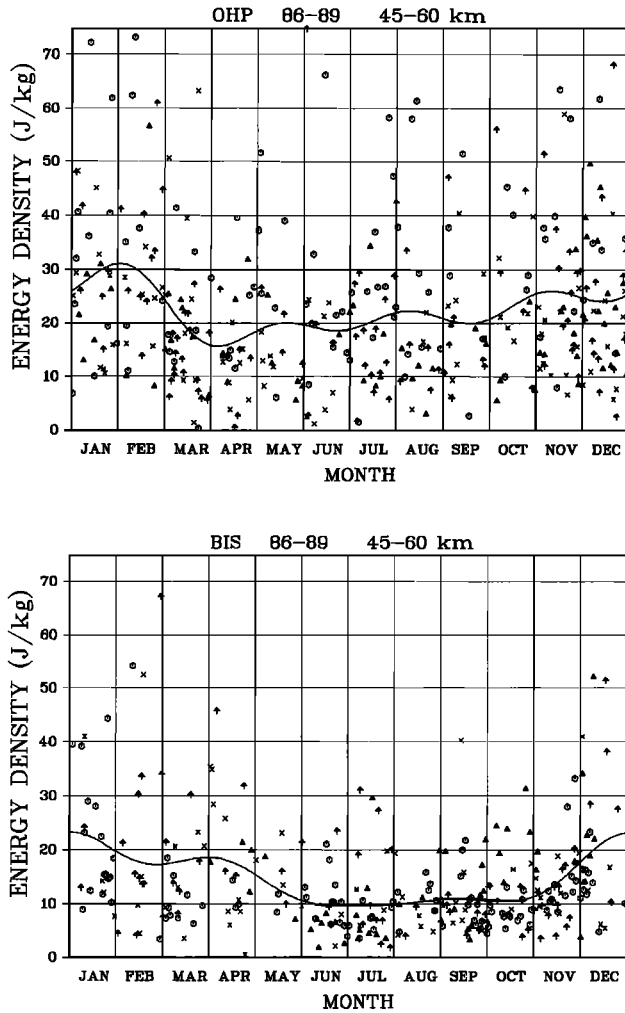 OHP 86-89 45-60 km
ENERGY DENSITY (J/kg)
70
60
50
40
30
20
10
0
JAN FEB MAR APR MAY JUN JUL AUG SEP OCT NOV DEC
MONTH
BIS 86-89 45-60 km
ENERGY DENSITY (J/kg)
70
60
50
40
30
20
10
0
JAN FEB MAR APR MAY JUN JUL AUG SEP OCT NOV DEC
MONTH